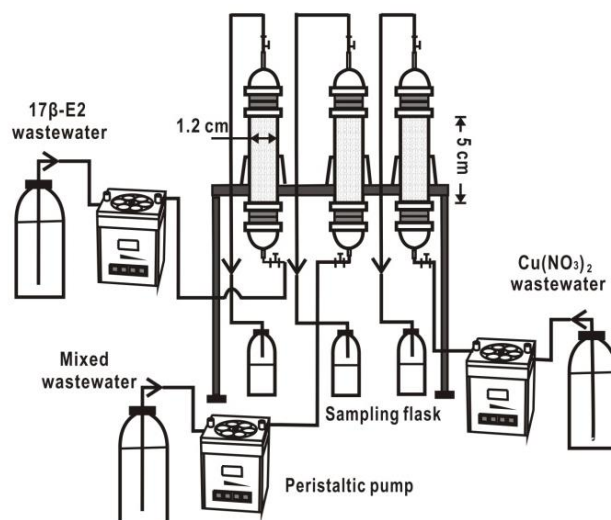 17β-E2
wastewater
1.2 cm
5 cm
Cu(NO₃)₂
wastewater
Mixed
wastewater
Sampling flask
Peristaltic pump